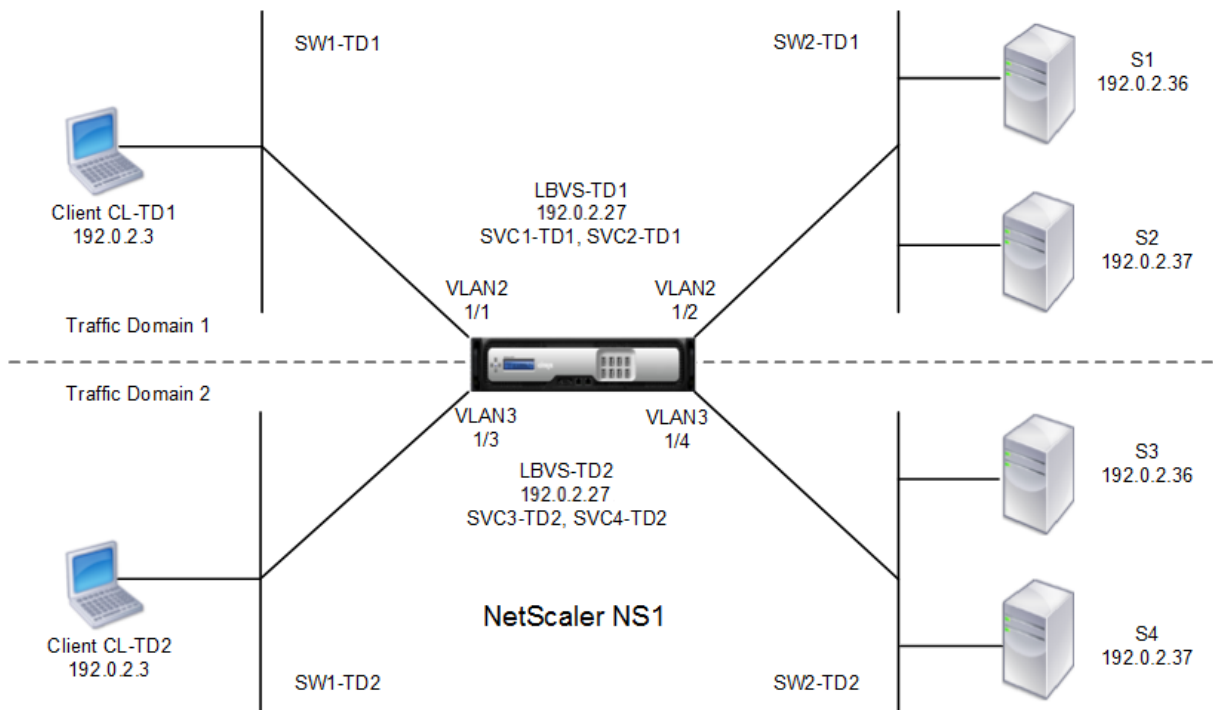 SW1-TD1
SW2-TD1
S1
192.0.2.36
Client CL-TD1
192.0.2.3
LBVS-TD1
192.0.2.27
SVC1-TD1, SVC2-TD1
S2
192.0.2.37
VLAN2
1/1
VLAN2
1/2
Traffic Domain 1
Traffic Domain 2
VLAN3
1/3
VLAN3
1/4
LBVS-TD2
192.0.2.27
SVC3-TD2, SVC4-TD2
S3
192.0.2.36
NetScaler NS1
Client CL-TD2
192.0.2.3
S4
192.0.2.37
SW1-TD2
SW2-TD2